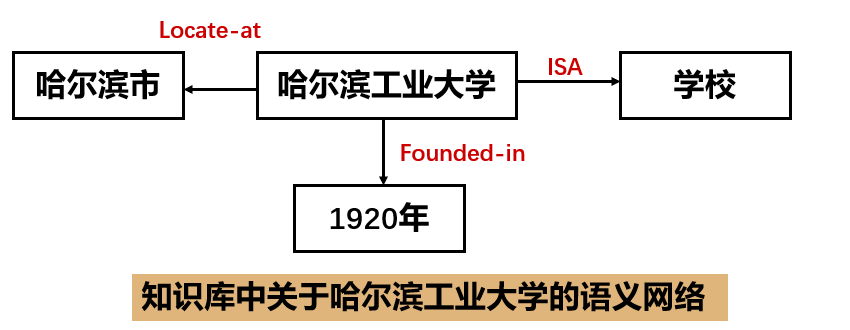 Locate-at
哈尔滨市
哈尔滨工业大学
ISA
学校
Founded-in
1920年
知识库中关于哈尔滨工业大学的语义网络